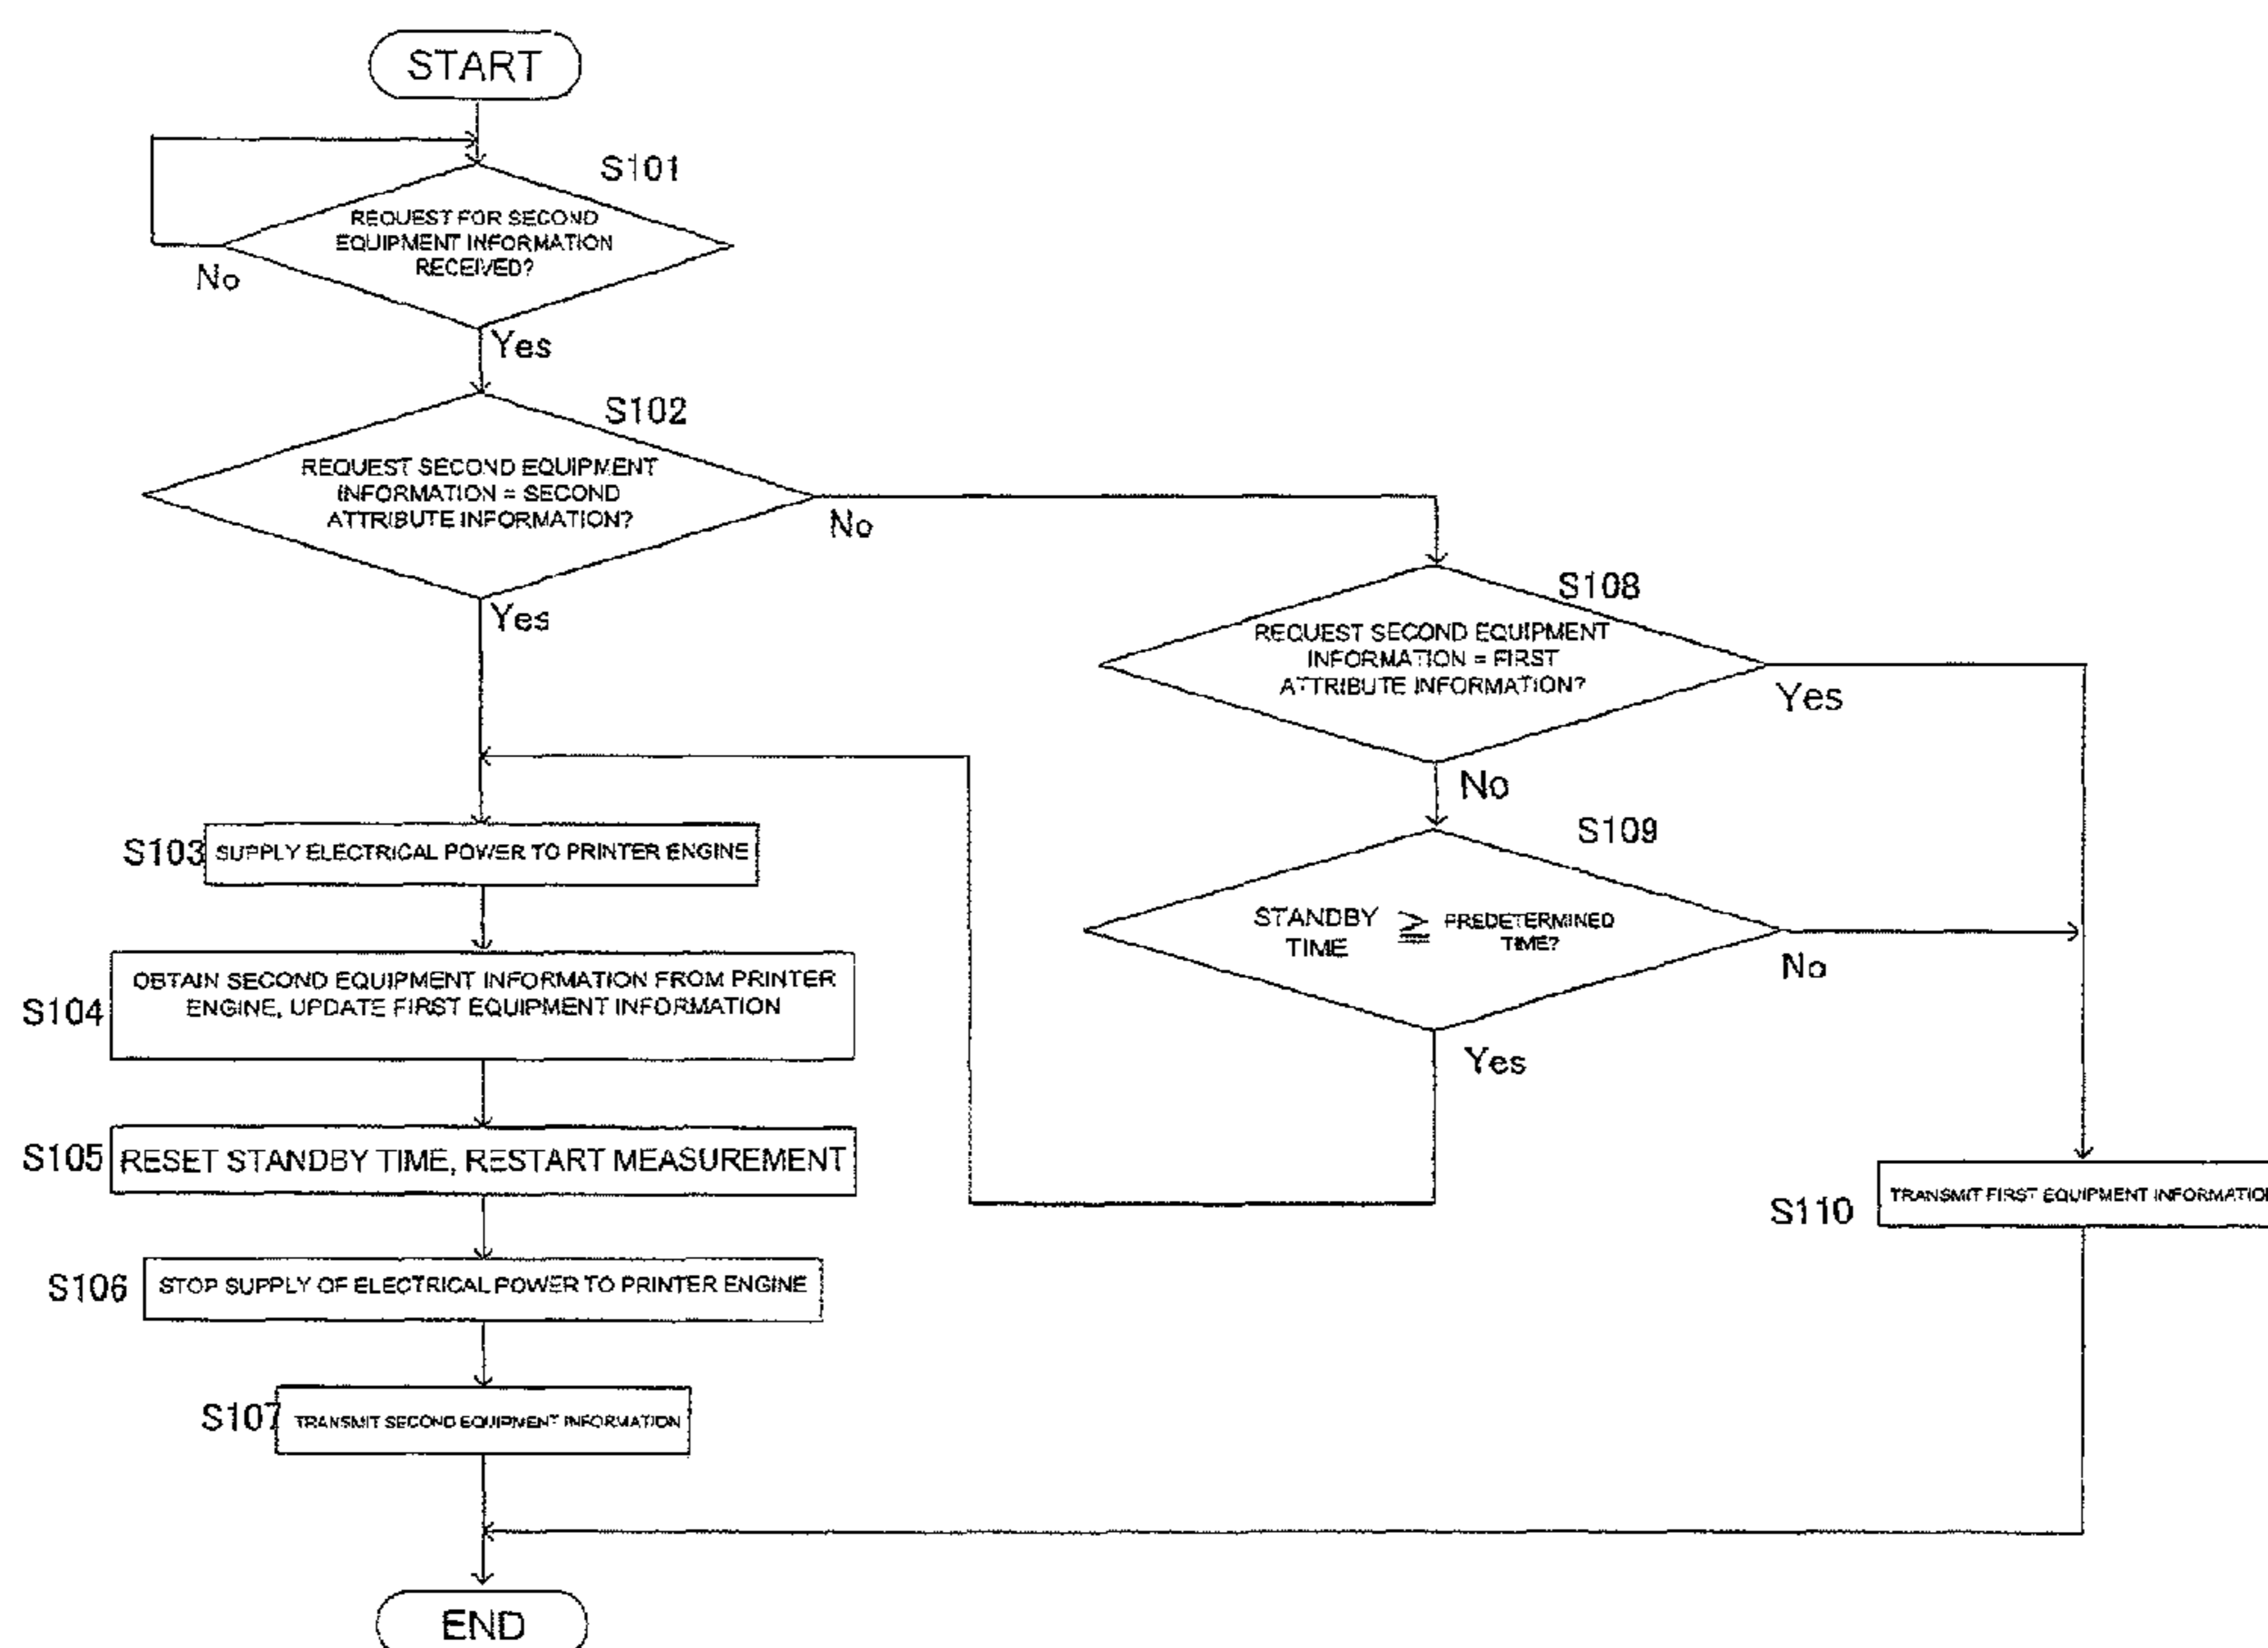 START
S101
REQUEST FOR SECOND
EQUIPMENT INFORMATION
RECEIVED?
No
Yes
S102
REQUEST SECOND EQUIPMENT
INFORMATION = SECOND
ATTRIBUTE INFORMATION?
No
Yes
S108
REQUEST SECOND EQUIPMENT
INFORMATION = FIRST
ATTRIBUTE INFORMATION?
Yes
No
S109
STANDBY TIME ≧ PREDETERMINED TIME?
No
Yes
S103
SUPPLY ELECTRICAL POWER TO PRINTER ENGINE
S104
OBTAIN SECOND EQUIPMENT INFORMATION FROM PRINTER
ENGINE, UPDATE FIRST EQUIPMENT INFORMATION
S105
RESET STANDBY TIME, RESTART MEASUREMENT
S106
STOP SUPPLY OF ELECTRICAL POWER TO PRINTER ENGINE
S107
TRANSMIT SECOND EQUIPMENT INFORMATION
S110
TRANSMIT FIRST EQUIPMENT
END